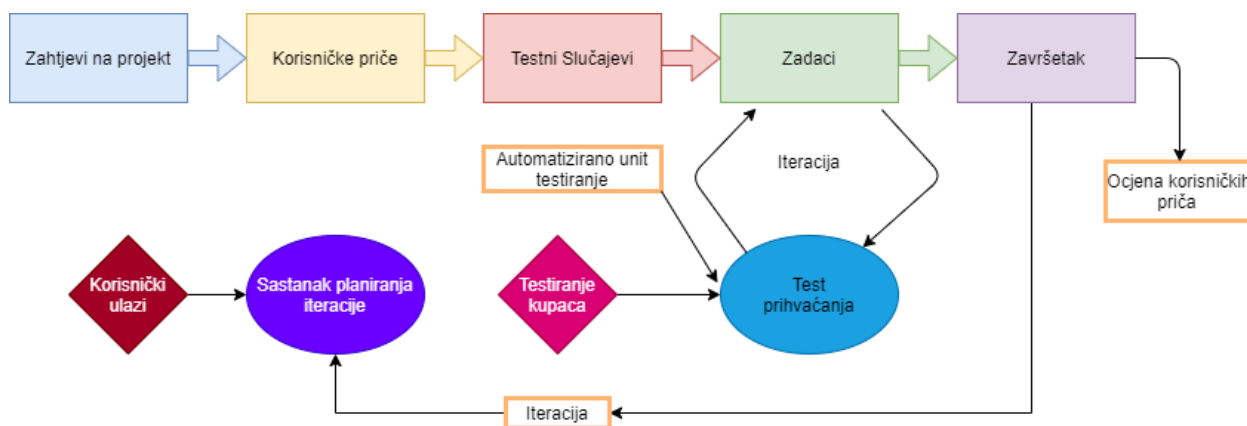 Zahtjevi na projekt
Korisničke priče
Testni Slučajevi
Zadaci
Završetak
Automatizirano unit
testiranje
Iteracija
Ocjena korisničkih
priča
Korisnički
ulazi
Sastanak planiranja
iteracije
Testiranje
kupaca
Test
prihvaćanja
Iteracija